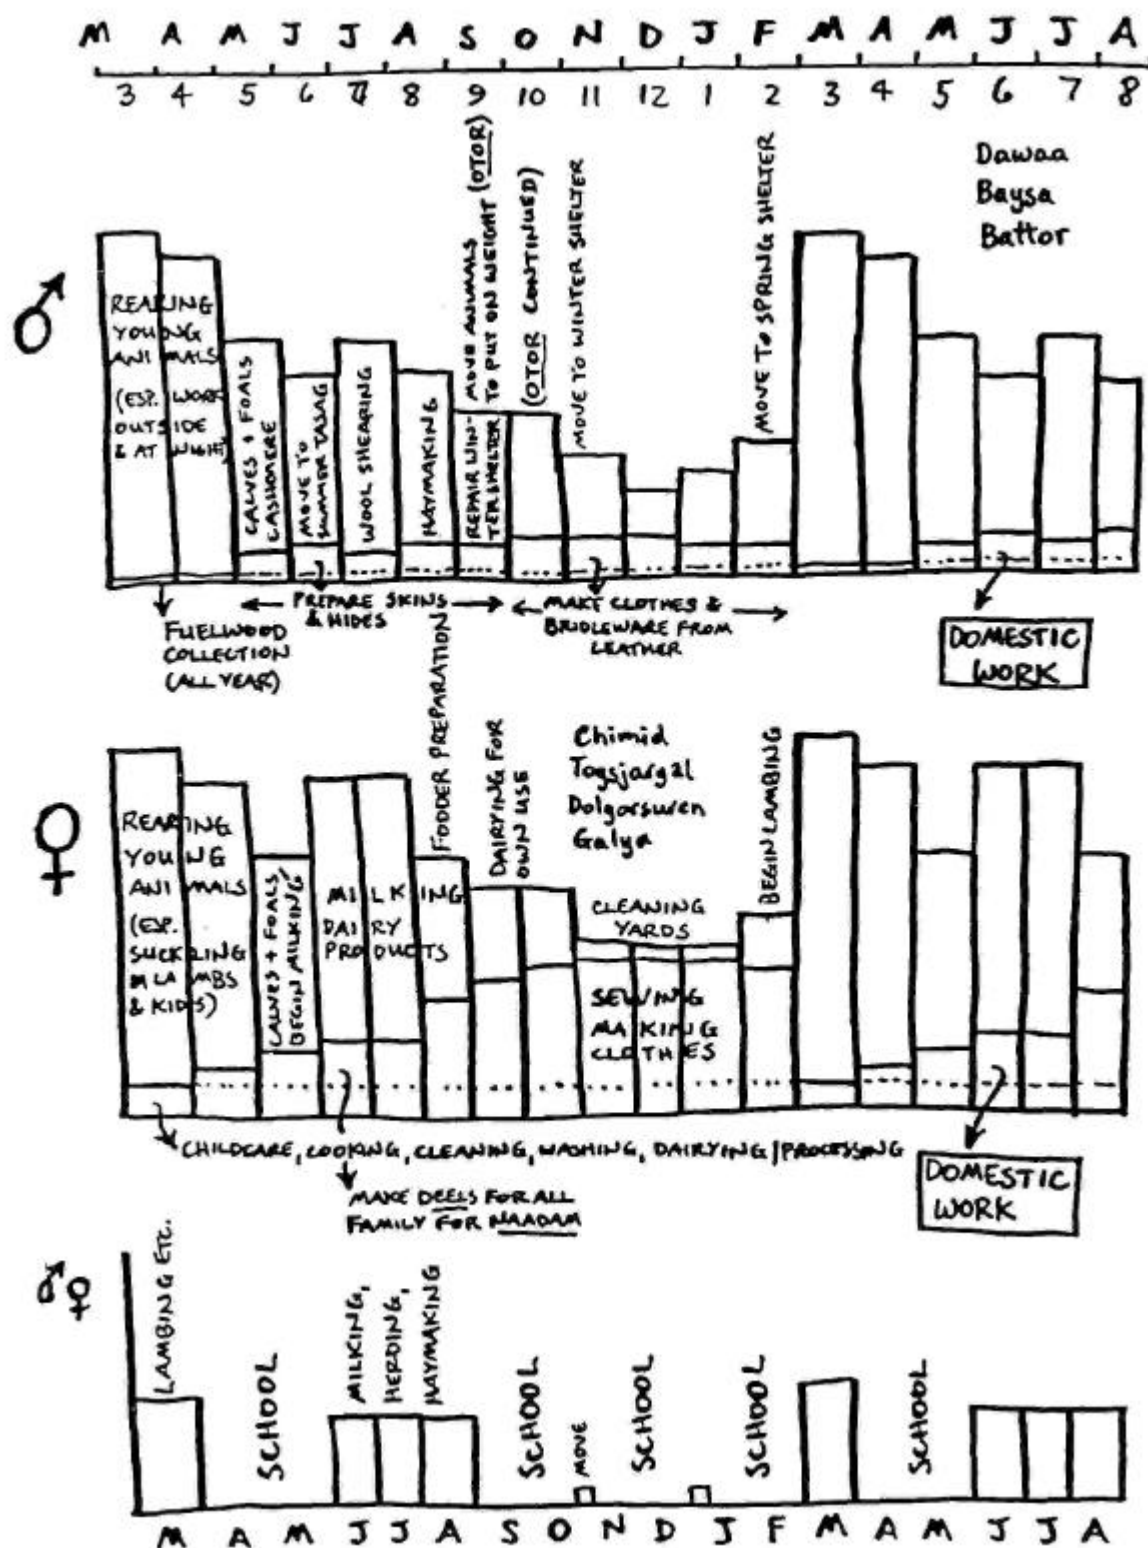 M A M J J A S O N D J F M A M J J A
3 4 5 6 7 8 9 10 11 12 1 2 3 4 5 6 7 8
Dawaa
Baysa
Battor
♂
REARING
YOUNG
ANIMALS
(ESP. WORK
OUTSIDE
& AT NIGHT)
CALVES + FOALS
CASHMERE
MOVE TO
SUMMER TASAG
WOOL SHEARING
HAYMAKING
REPAIR WIN-
TER SHELTER
MOVE ANIMALS
TO PUT ON WEIGHT (OTOR)
(OTOR CONTINUED)
MOVE TO WINTER SHELTER
MOVE TO SPRING SHELTER
FUELWOOD
COLLECTION
(ALL YEAR)
PREPARE SKINS
& HIDES
MAKE CLOTHES &
BRIDLEWARE FROM
LEATHER
DOMESTIC
WORK
♀
REARING
YOUNG
ANIMALS
(ESP.
SUCKLING
LAMBS
& KIDS)
CALVES + FOALS
BEGIN MILKING
MILKING
DAIRY
PRODUCTS
FODDER PREPARATION
DAIRYING FOR
OWN USE
Chimid
Togsjargal
Dolgorsuren
Galya
CLEANING
YARDS
SEWING
MAKING
CLOTHES
BEGIN LAMBING
CHILDCARE, COOKING, CLEANING, WASHING, DAIRYING/PROCESSING
MAKE DEELS FOR ALL
FAMILY FOR NAADAM
DOMESTIC
WORK
♂♀
LAMBING ETC.
SCHOOL
MILKING,
HERDING,
HAYMAKING
SCHOOL
MOVE
SCHOOL
SCHOOL
SCHOOL
M A M J J A S O N D J F M A M J J A